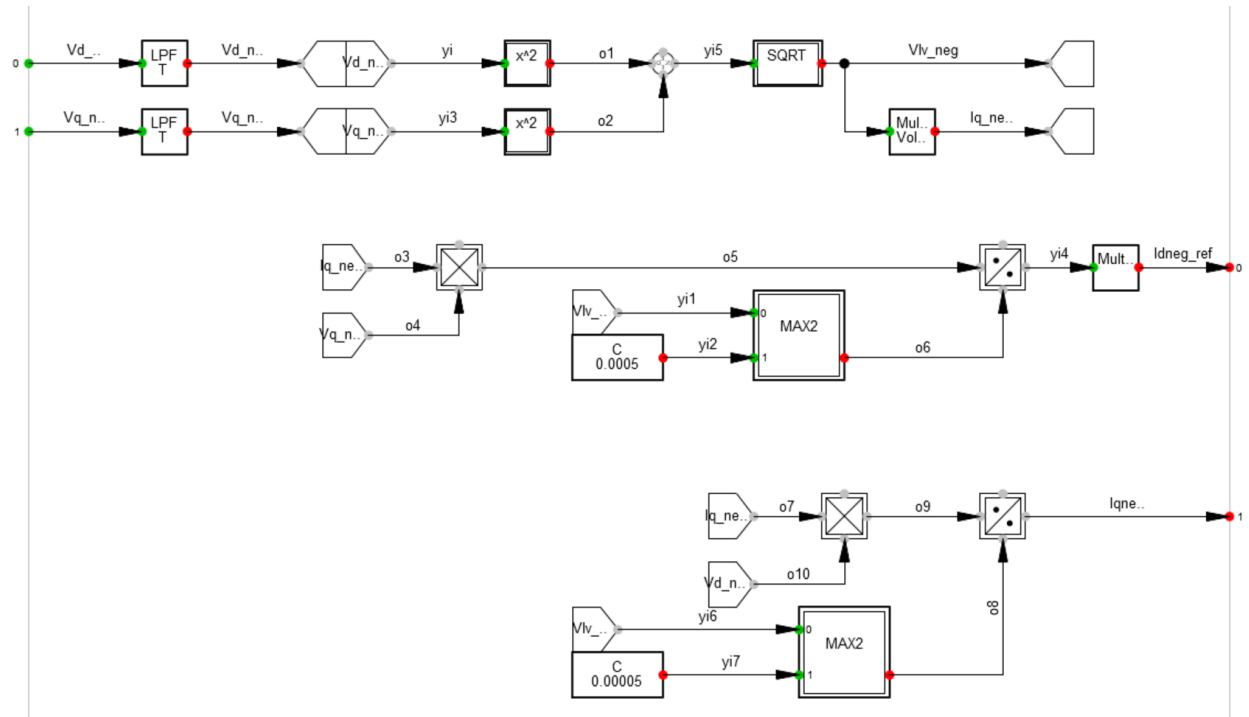 Vd_..
LPF
T
Vd_n..
Vd_n..
yi
x^2
o1
yi5
SQRT
Vlv_neg
0
Vq_n..
LPF
T
Vq_n..
Vq_n..
yi3
x^2
o2
Mul..
Vol..
Iq_ne..
1
Iq_ne..
o3
o5
yi4
Mult..
Idneg_ref
0
Vq_n..
o4
Vlv_..
yi1
0
MAX2
C
0.0005
yi2
1
o6
Iq_ne..
o7
o9
Iqne..
1
Vd_n..
o10
o8
Vlv_..
yi6
0
MAX2
C
0.00005
yi7
1